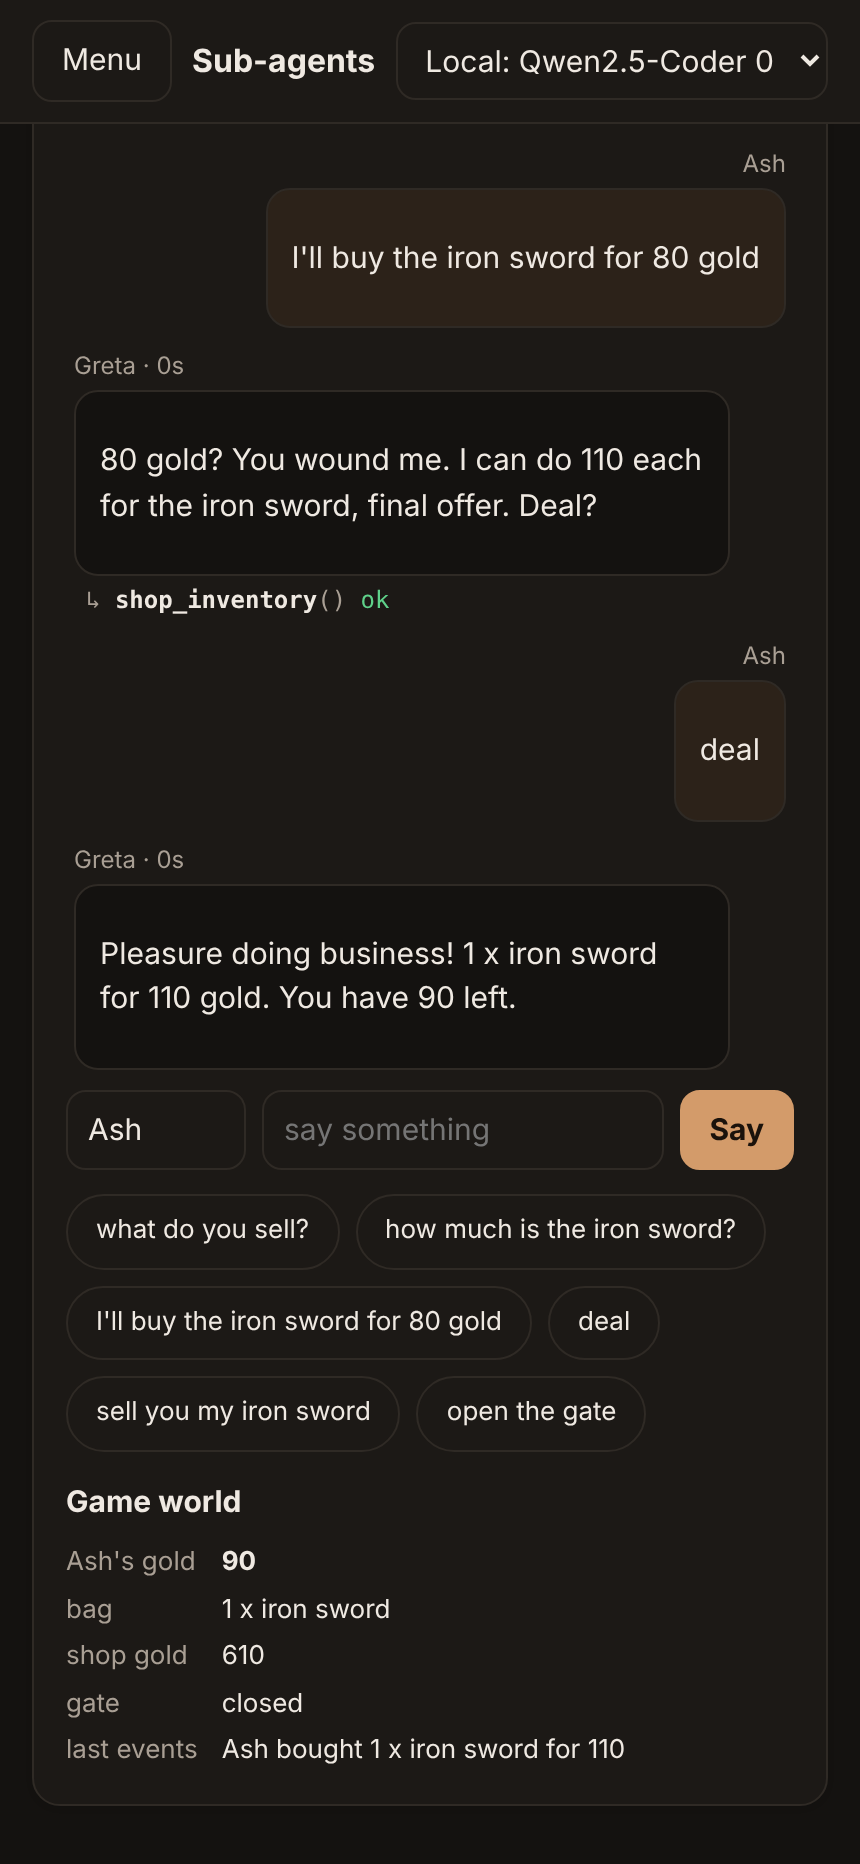 Menu
Sub-agents
Local: Qwen2.5-Coder 0
Ash
I'll buy the iron sword for 80 gold
Greta · 0s
80 gold? You wound me. I can do 110 each
for the iron sword, final offer. Deal?
↳ shop_inventory() ok
Ash
deal
Greta · 0s
Pleasure doing business! 1 x iron sword
for 110 gold. You have 90 left.
Ash
say something
Say
what do you sell?
how much is the iron sword?
I'll buy the iron sword for 80 gold
deal
sell you my iron sword
open the gate
Game world
Ash's gold 90
bag 1 x iron sword
shop gold 610
gate closed
last events Ash bought 1 x iron sword for 110